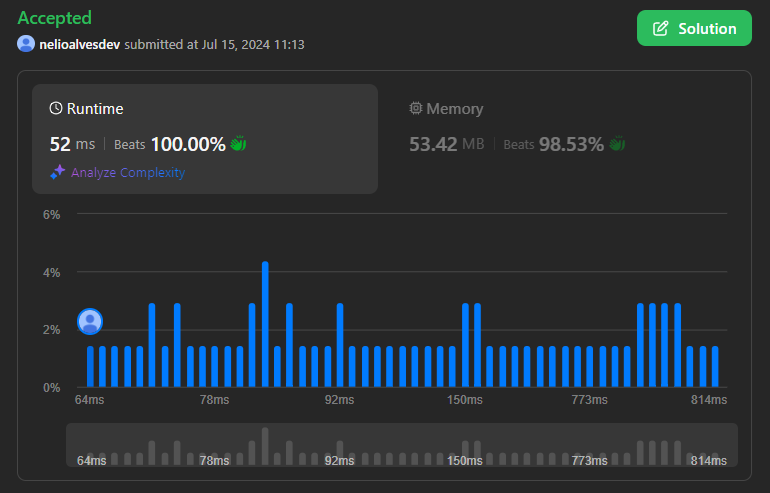 Accepted
nelioalvesdev submitted at Jul 15, 2024 11:13
Solution
Runtime
52 ms | Beats 100.00%
Analyze Complexity
Memory
53.42 MB | Beats 98.53%
6%
4%
2%
0%
64ms 78ms 92ms 150ms 773ms 814ms
64ms 78ms 92ms 150ms 773ms 814ms